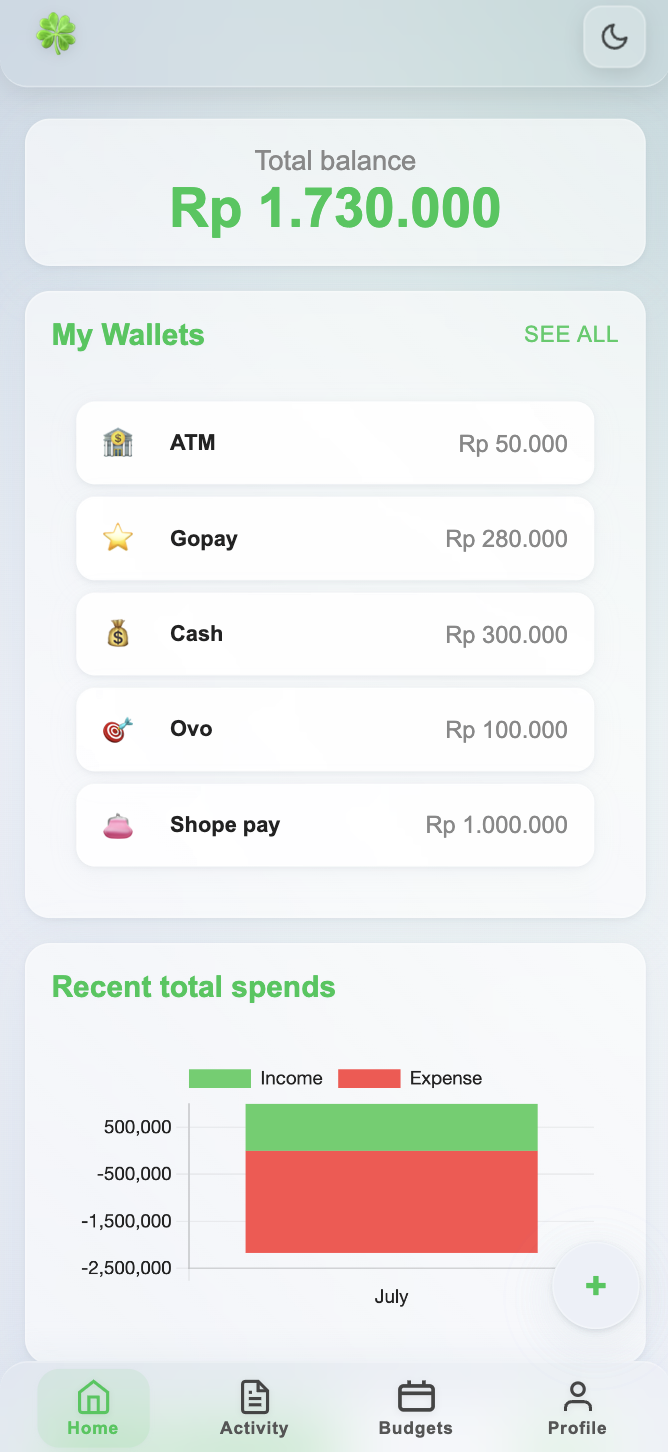 Total balance
Rp 1.730.000
My Wallets SEE ALL
ATM Rp 50.000
Gopay Rp 280.000
Cash Rp 300.000
Ovo Rp 100.000
Shope pay Rp 1.000.000
Recent total spends
Income Expense
500,000
-500,000
-1,500,000
-2,500,000
July
+
Home Activity Budgets Profile